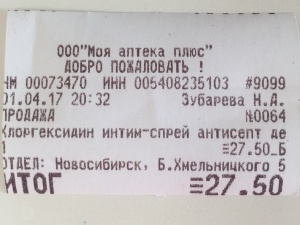 ООО"Моя аптека плюс"
ДОБРО ПОЖАЛОВАТЬ !
НМ 00073470 ИНН 005408235103 #9099
01.04.17 20:32 Зубарева Н.А.
ПРОДАЖА №0064
Хлоргексидин интим-спрей антисепт де
1 ≡27.50_Б
ОТДЕЛ: Новосибирск, Б.Хмельничкого 5
ИТОГ ≡27.50